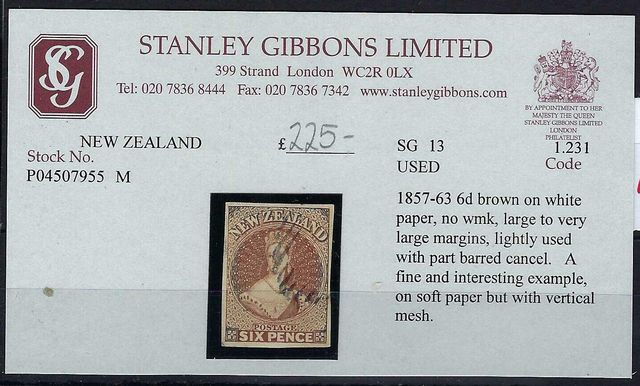 SG
STANLEY GIBBONS LIMITED
399 Strand London WC2R 0LX
Tel: 020 7836 8444 Fax: 020 7836 7342 www.stanleygibbons.com
BY APPOINTMENT TO HER
MAJESTY THE QUEEN
STANLEY GIBBONS LIMITED
LONDON
PHILATELIST
NEW ZEALAND
£ 225-
SG 13
1.231
Stock No.
USED
Code
P04507955 M
1857-63 6d brown on white
paper, no wmk, large to very
large margins, lightly used
with part barred cancel. A
fine and interesting example,
on soft paper but with vertical
mesh.
NEW ZEALAND
POSTAGE
SIX PENCE